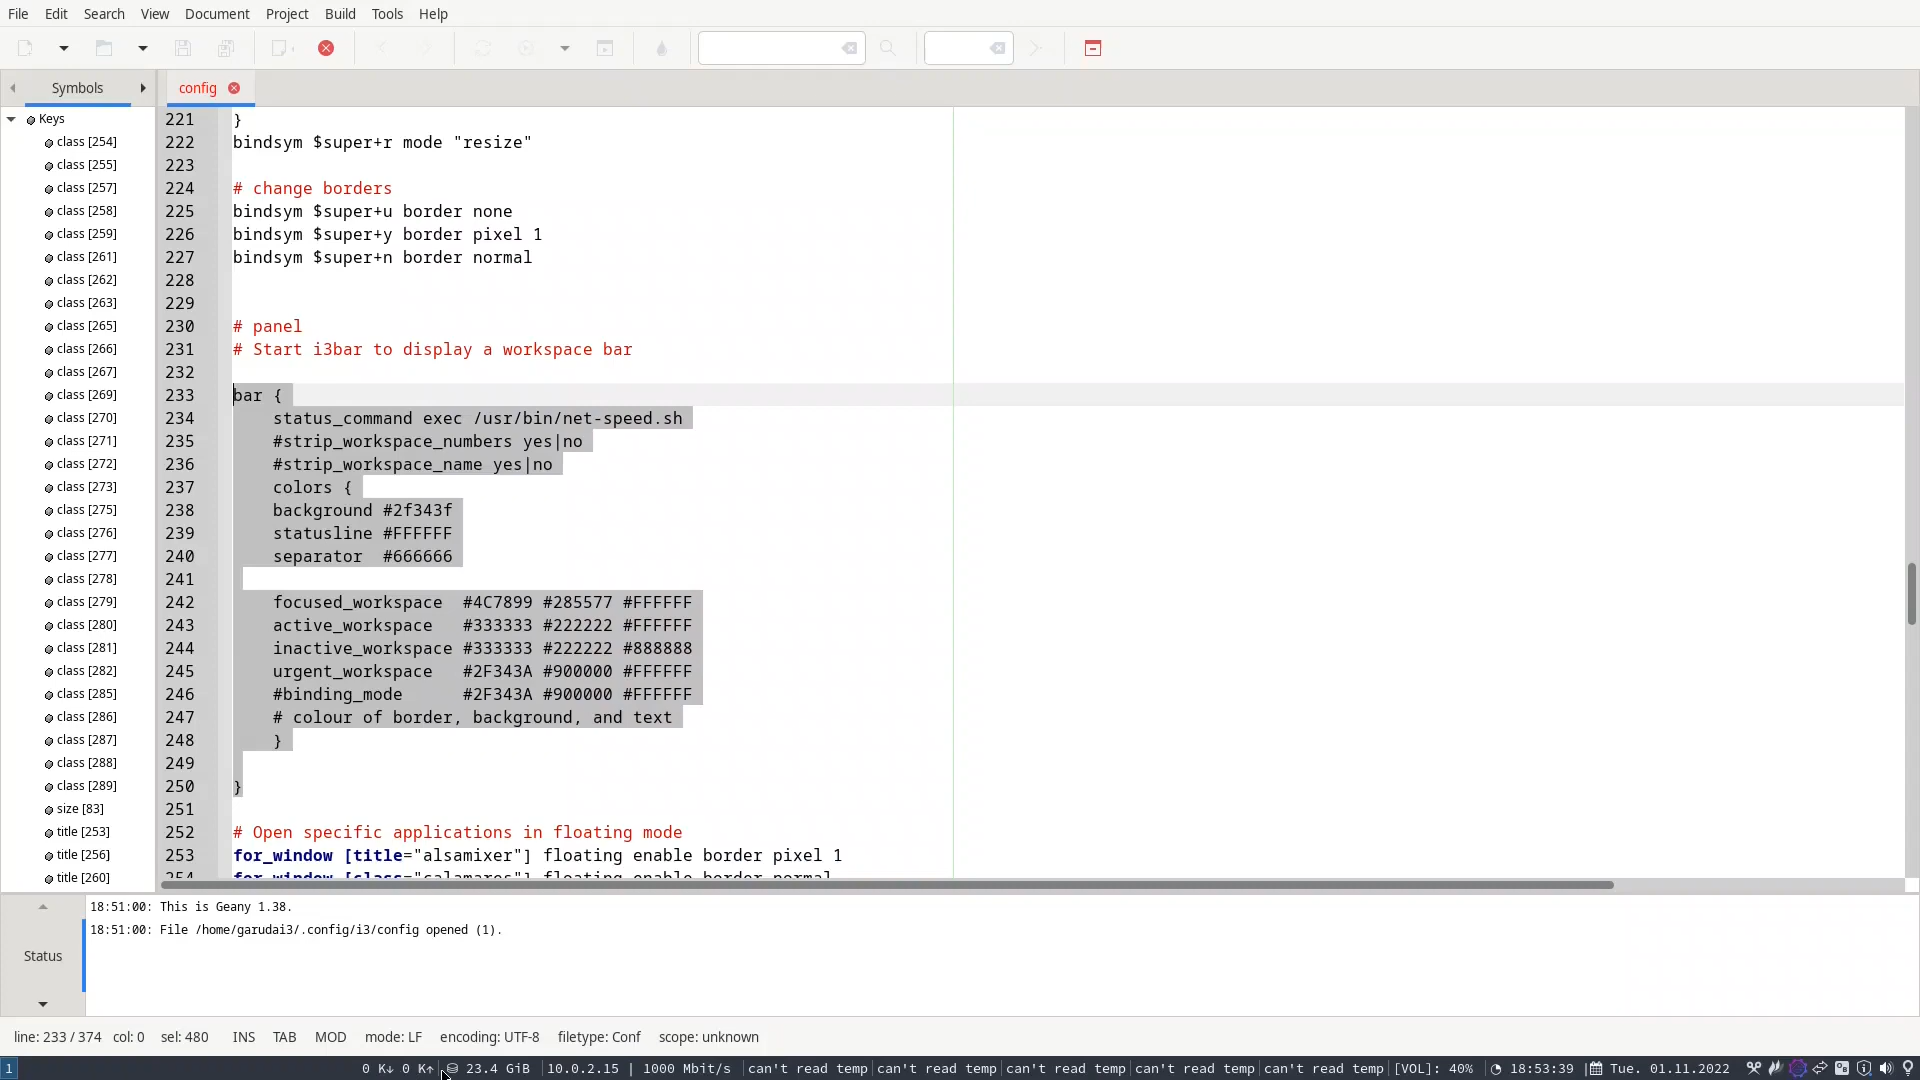 File Edit Search View Document Project Build Tools Help
Symbols
config
Keys
class [254]
class [255]
class [257]
class [258]
class [259]
class [261]
class [262]
class [263]
class [265]
class [266]
class [267]
class [269]
class [270]
class [271]
class [272]
class [273]
class [275]
class [276]
class [277]
class [278]
class [279]
class [280]
class [281]
class [282]
class [285]
class [286]
class [287]
class [288]
class [289]
size [83]
title [253]
title [256]
title [260]
221 }
222 bindsym $super+r mode "resize"
223
224 # change borders
225 bindsym $super+u border none
226 bindsym $super+y border pixel 1
227 bindsym $super+n border normal
228
229
230 # panel
231 # Start i3bar to display a workspace bar
232
233 bar {
234 status_command exec /usr/bin/net-speed.sh
235 #strip_workspace_numbers yes|no
236 #strip_workspace_name yes|no
237 colors {
238 background #2f343f
239 statusline #FFFFFF
240 separator #666666
241
242 focused_workspace #4C7899 #285577 #FFFFFF
243 active_workspace #333333 #222222 #FFFFFF
244 inactive_workspace #333333 #222222 #888888
245 urgent_workspace #2F343A #900000 #FFFFFF
246 #binding_mode #2F343A #900000 #FFFFFF
247 # colour of border, background, and text
248 }
249
250 }
251
252 # Open specific applications in floating mode
253 for_window [title="alsamixer"] floating enable border pixel 1
254 for_window [class="calamares"] floating enable border normal
Status
18:51:00: This is Geany 1.38.
18:51:00: File /home/garudai3/.config/i3/config opened (1).
line: 233 / 374 col: 0 sel: 480 INS TAB MOD mode: LF encoding: UTF-8 filetype: Conf scope: unknown
1 0 K↓ 0 K↑ 23.4 GiB 10.0.2.15 | 1000 Mbit/s can't read temp can't read temp can't read temp can't read temp can't read temp [VOL]: 40% 18:53:39 Tue. 01.11.2022